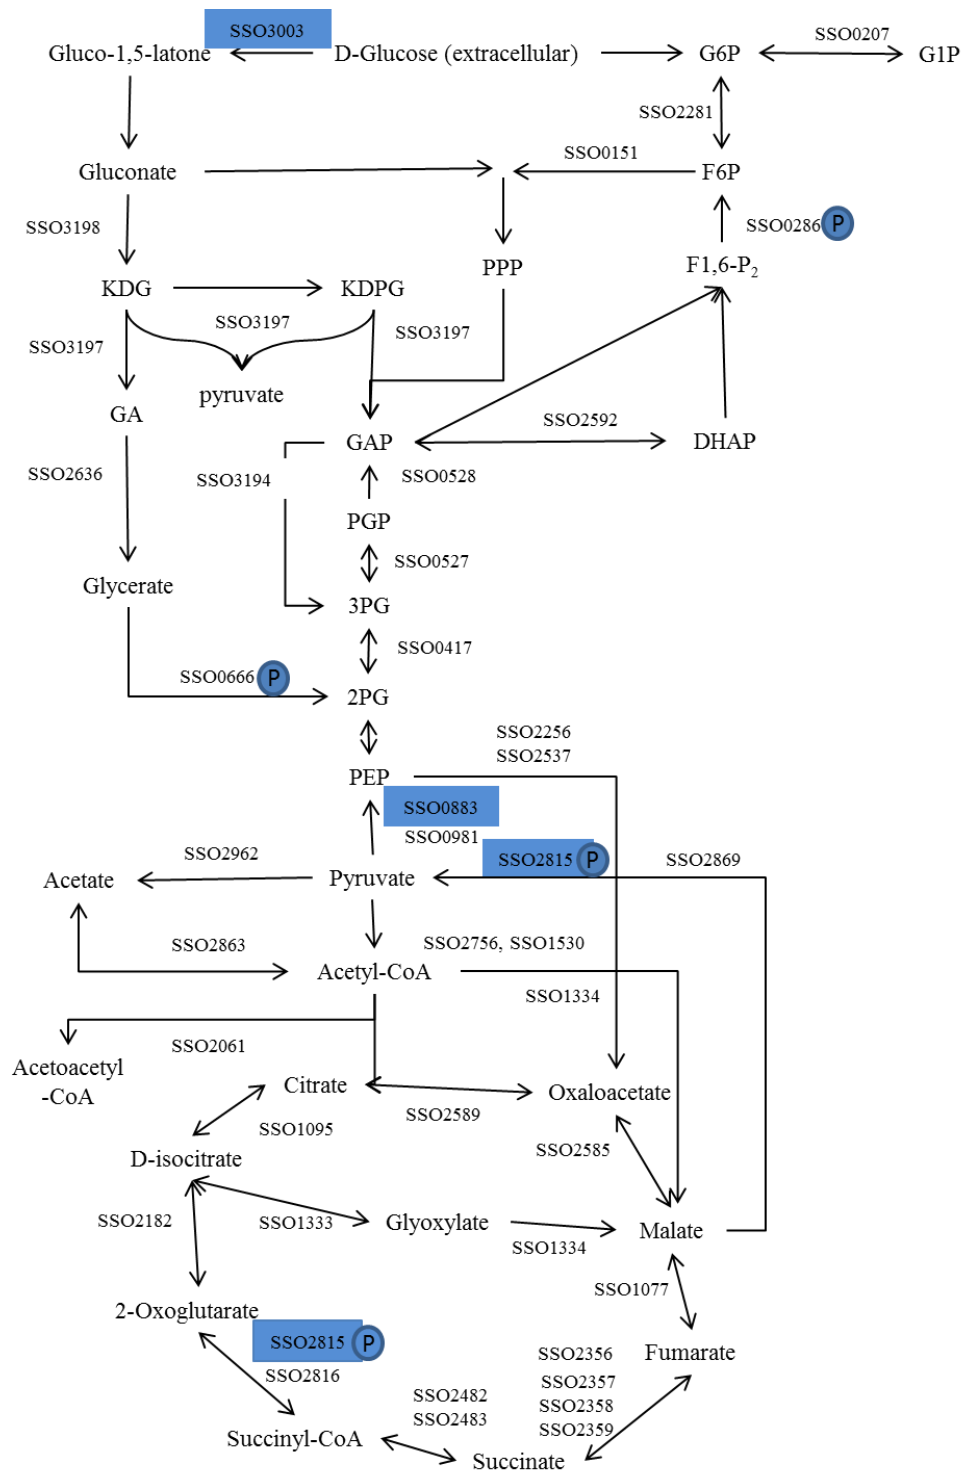 SSO3003
SSO0207
Gluco-1,5-latone
D-Glucose (extracellular)
G6P
G1P
SSO2281
SSO0151
Gluconate
F6P
SSO3198
SSO0286 P
PPP
F1,6-P2
KDG
KDPG
SSO3197
SSO3197
SSO3197
pyruvate
GA
SSO2592
GAP
DHAP
SSO2636
SSO3194
SSO0528
PGP
SSO0527
Glycerate
3PG
SSO0417
SSO0666 P
2PG
SSO2256
SSO2537
PEP
SSO0883
SSO0981
SSO2962
SSO2815 P
SSO2869
Acetate
Pyruvate
SSO2863
SSO2756, SSO1530
Acetyl-CoA
SSO1334
SSO2061
Acetoacetyl
-CoA
Citrate
Oxaloacetate
SSO2589
SSO1095
SSO2585
D-isocitrate
SSO2182
SSO1333
Glyoxylate
Malate
SSO1334
SSO1077
2-Oxoglutarate
SSO2815 P
SSO2816
SSO2356
Fumarate
SSO2357
SSO2482
SSO2358
SSO2483
SSO2359
Succinyl-CoA
Succinate